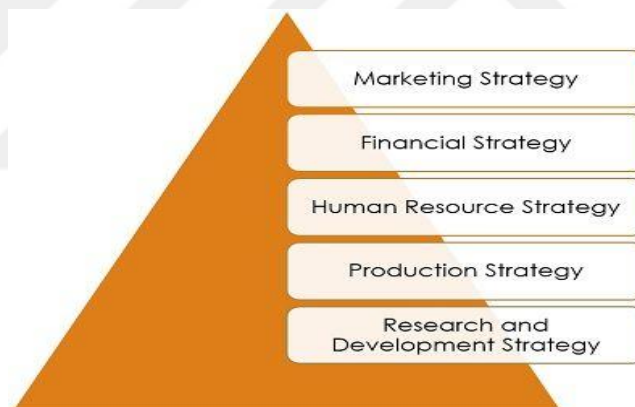 Marketing Strategy
Financial Strategy
Human Resource Strategy
Production Strategy
Research and
Development Strategy